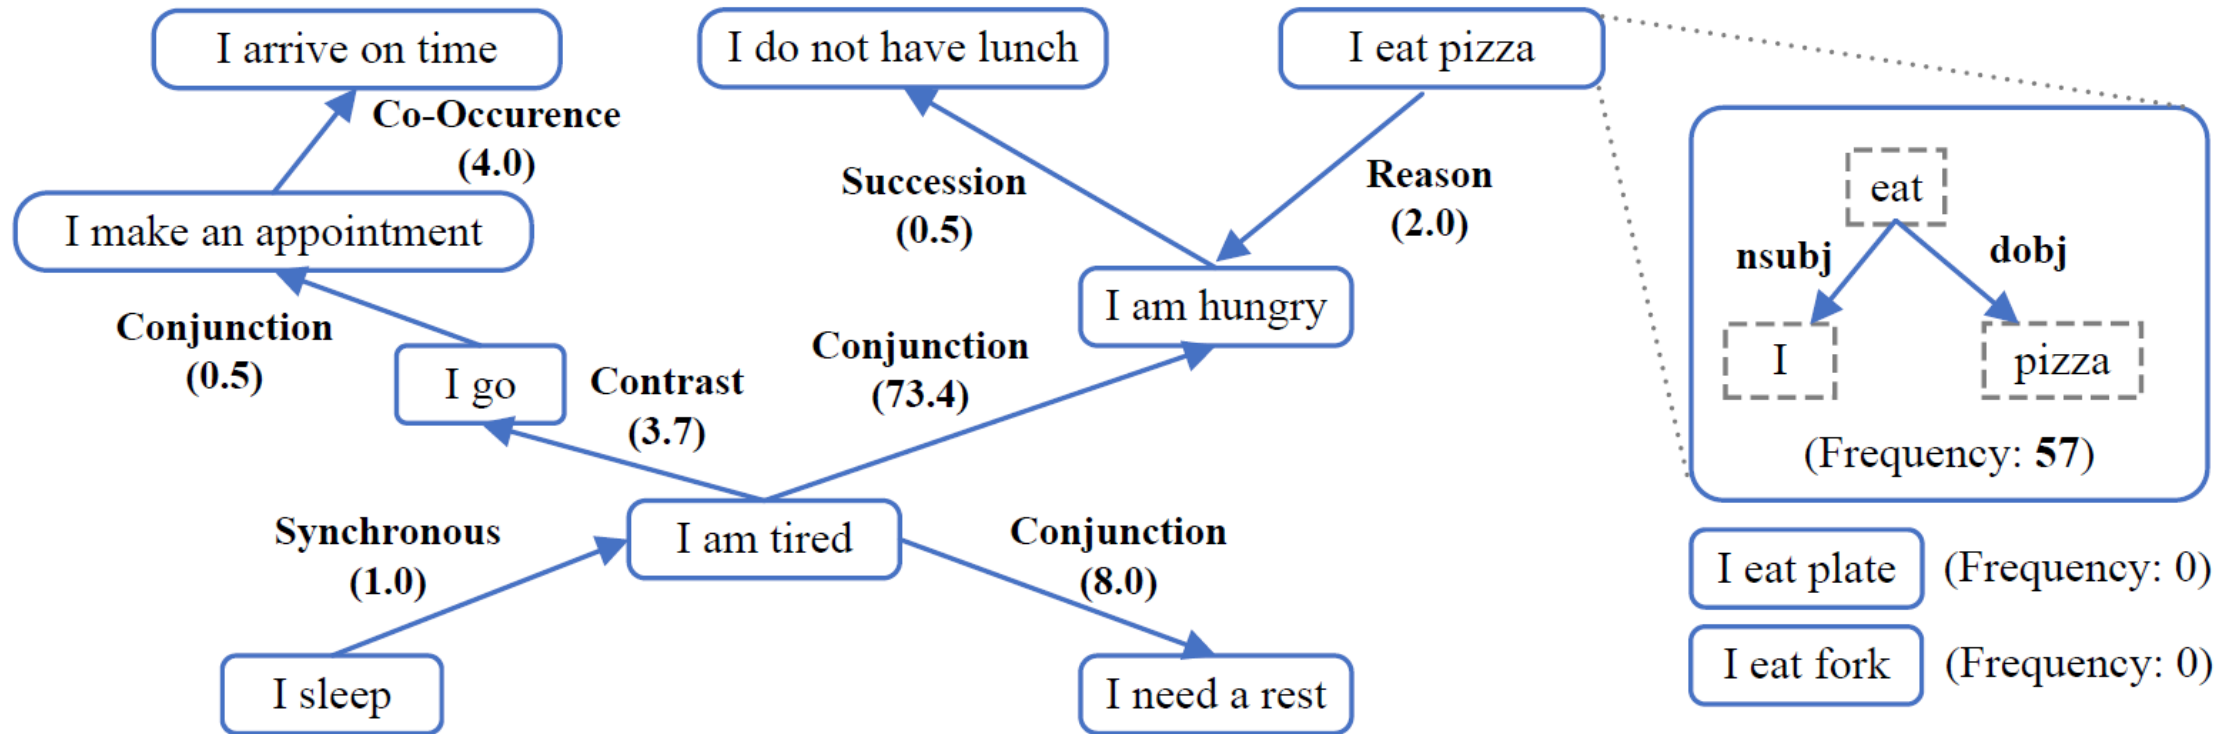 I arrive on time
I do not have lunch
I eat pizza
Co-Occurence
(4.0)
Succession
(0.5)
Reason
(2.0)
I make an appointment
I am hungry
Conjunction
(0.5)
I go
Contrast
(3.7)
Conjunction
(73.4)
Synchronous
(1.0)
I am tired
Conjunction
(8.0)
I sleep
I need a rest
eat
nsubj
dobj
I
pizza
(Frequency: 57)
I eat plate (Frequency: 0)
I eat fork (Frequency: 0)